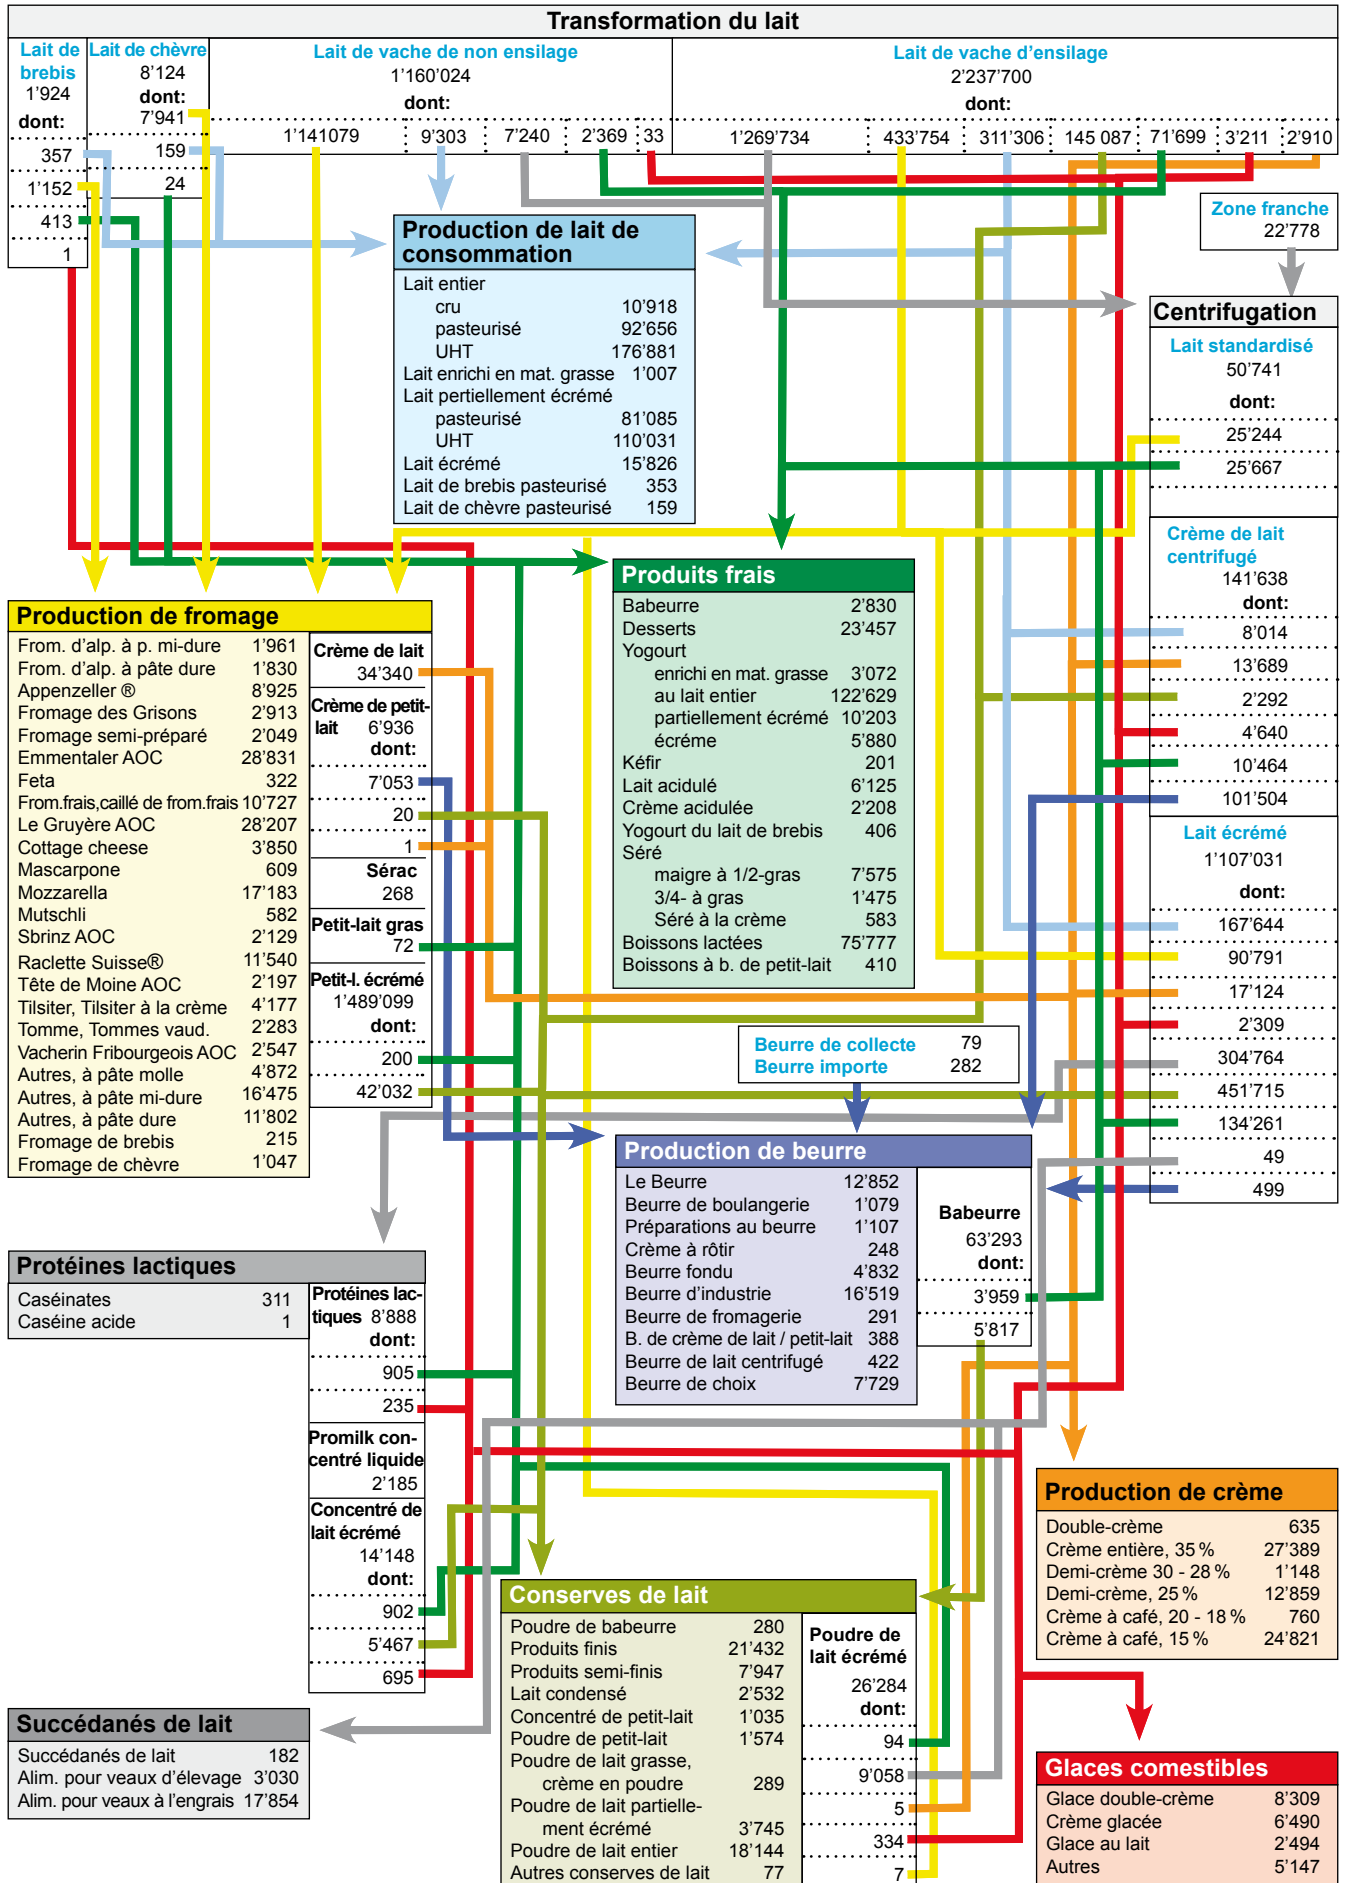 Transformation du lait
Lait de brebis
1’924
dont:
357
1’152
413
1
Lait de chèvre
8’124
dont:
7’941
159
24
Lait de vache de non ensilage
1’160’024
dont:
1’141079 9’303 7’240 2’369 33
Lait de vache d’ensilage
2’237’700
dont:
1’269’734 433’754 311’306 145 087 71’699 3’211 2’910
Zone franche
22’778
Production de lait de
consommation
Lait entier
cru 10’918
pasteurisé 92’656
UHT 176’881
Lait enrichi en mat. grasse 1’007
Lait pertiellement écrémé
pasteurisé 81’085
UHT 110’031
Lait écrémé 15’826
Lait de brebis pasteurisé 353
Lait de chèvre pasteurisé 159
Centrifugation
Lait standardisé
50’741
dont:
25’244
25’667
Crème de lait
centrifugé
141’638
dont:
8’014
13’689
2’292
4’640
10’464
101’504
Lait écrémé
1’107’031
dont:
167’644
90’791
17’124
2’309
304’764
451’715
134’261
49
499
Produits frais
Babeurre 2’830
Desserts 23’457
Yogourt
enrichi en mat. grasse 3’072
au lait entier 122’629
partiellement écrémé 10’203
écréme 5’880
Kéfir 201
Lait acidulé 6’125
Crème acidulée 2’208
Yogourt du lait de brebis 406
Séré
maigre à 1/2-gras 7’575
3/4- à gras 1’475
Séré à la crème 583
Boissons lactées 75’777
Boissons à b. de petit-lait 410
Production de fromage
From. d’alp. à p. mi-dure 1’961
From. d’alp. à pâte dure 1’830
Appenzeller ® 8’925
Fromage des Grisons 2’913
Fromage semi-préparé 2’049
Emmentaler AOC 28’831
Feta 322
From.frais,caillé de from.frais 10’727
Le Gruyère AOC 28’207
Cottage cheese 3’850
Mascarpone 609
Mozzarella 17’183
Mutschli 582
Sbrinz AOC 2’129
Raclette Suisse® 11’540
Tête de Moine AOC 2’197
Tilsiter, Tilsiter à la crème 4’177
Tomme, Tommes vaud. 2’283
Vacherin Fribourgeois AOC 2’547
Autres, à pâte molle 4’872
Autres, à pâte mi-dure 16’475
Autres, à pâte dure 11’802
Fromage de brebis 215
Fromage de chèvre 1’047
Crème de lait
34’340
Crème de petit-
lait 6’936
dont:
7’053
20
1
Sérac
268
Petit-lait gras
72
Petit-l. écrémé
1’489’099
dont:
200
42’032
Beurre de collecte 79
Beurre importe 282
Production de beurre
Le Beurre 12’852
Beurre de boulangerie 1’079
Préparations au beurre 1’107
Crème à rôtir 248
Beurre fondu 4’832
Beurre d’industrie 16’519
Beurre de fromagerie 291
B. de crème de lait / petit-lait 388
Beurre de lait centrifugé 422
Beurre de choix 7’729
Babeurre
63’293
dont:
3’959
5’817
Protéines lactiques
Caséinates 311
Caséine acide 1
Protéines lac-
tiques 8’888
dont:
905
235
Promilk con-
centré liquide
2’185
Concentré de
lait écrémé
14’148
dont:
902
5’467
695
Production de crème
Double-crème 635
Crème entière, 35 % 27’389
Demi-crème 30 - 28 % 1’148
Demi-crème, 25 % 12’859
Crème à café, 20 - 18 % 760
Crème à café, 15 % 24’821
Conserves de lait
Poudre de babeurre 280
Produits finis 21’432
Produits semi-finis 7’947
Lait condensé 2’532
Concentré de petit-lait 1’035
Poudre de petit-lait 1’574
Poudre de lait grasse,
crème en poudre 289
Poudre de lait partielle-
ment écrémé 3’745
Poudre de lait entier 18’144
Autres conserves de lait 77
Poudre de
lait écrémé
26’284
dont:
94
9’058
5
334
7
Succédanés de lait
Succédanés de lait 182
Alim. pour veaux d’élevage 3’030
Alim. pour veaux à l’engrais 17’854
Glaces comestibles
Glace double-crème 8’309
Crème glacée 6’490
Glace au lait 2’494
Autres 5’147